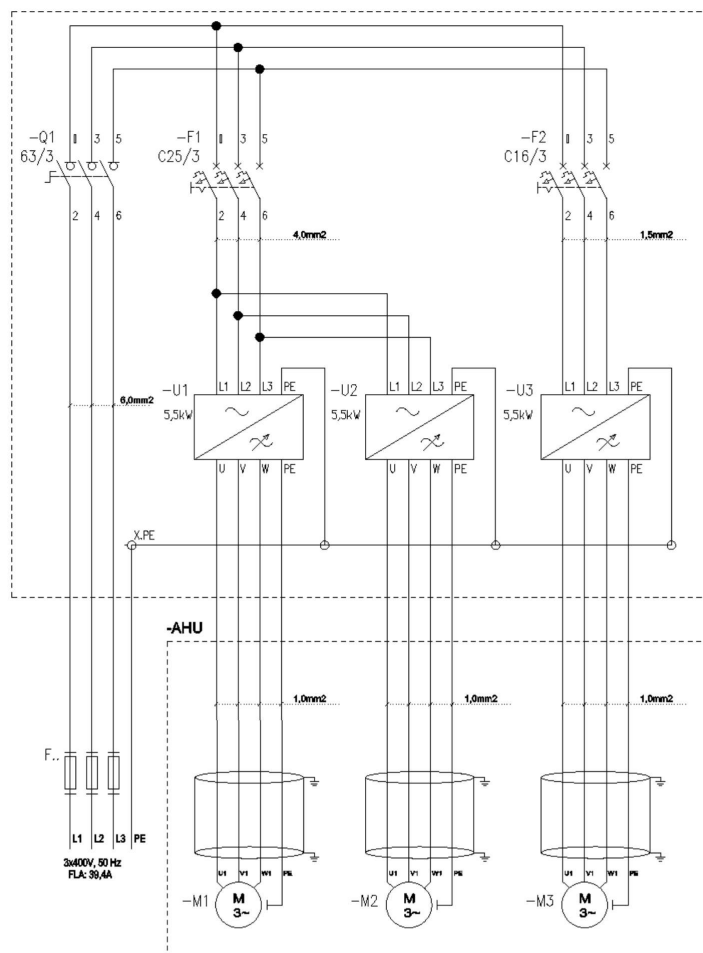 -Q1 1 3 5
63/3
2 4 6
-F1 1 3 5
C25/3
2 4 6
-F2 1 3 5
C16/3
2 4 6
4,0mm2
1,5mm2
6,0mm2
-U1 L1 L2 L3 PE
5,5kW
U V W PE
-U2 L1 L2 L3 PE
5,5kW
U V W PE
-U3 L1 L2 L3 PE
5,5kW
U V W PE
X.PE
-AHU
1,0mm2
1,0mm2
1,0mm2
F..
L1 L2 L3 PE
3x400V, 50 Hz
FLA: 39,4A
U1 V1 W1 PE
-M1 M
3~
U1 V1 W1 PE
-M2 M
3~
U1 V1 W1 PE
-M3 M
3~